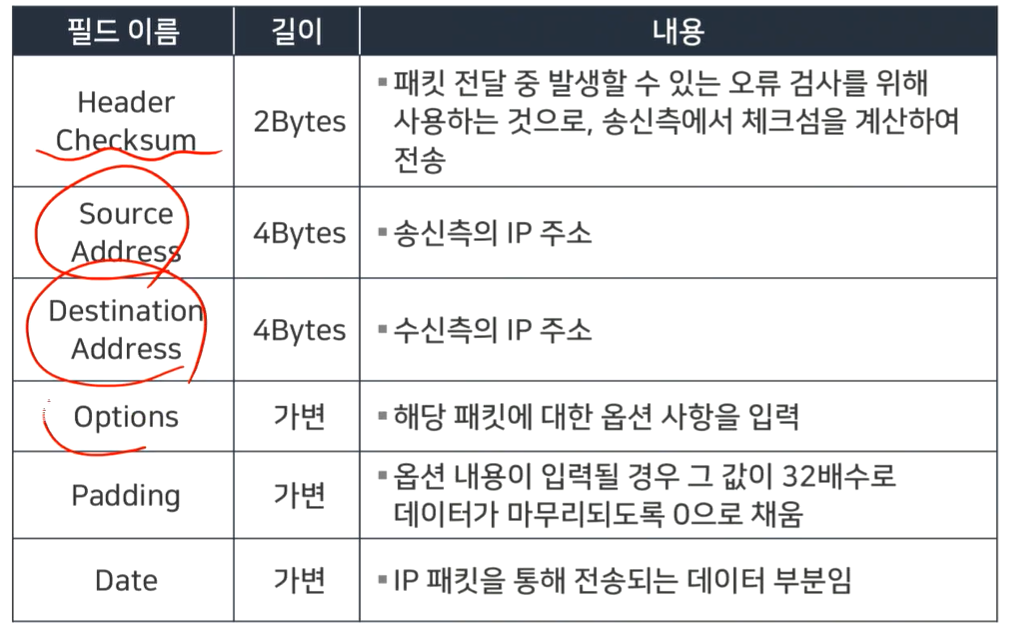 필드 이름 길이 내용
Header
Checksum
2Bytes
▪패킷 전달 중 발생할 수 있는 오류 검사를 위해
사용하는 것으로, 송신측에서 체크섬을 계산하여
전송
Source
Address
4Bytes
▪송신측의 IP 주소
Destination
Address
4Bytes
▪수신측의 IP 주소
Options 가변 ▪해당 패킷에 대한 옵션 사항을 입력
Padding 가변
▪옵션 내용이 입력될 경우 그 값이 32배수로
데이터가 마무리되도록 0으로 채움
Date 가변 ▪IP 패킷을 통해 전송되는 데이터 부분임